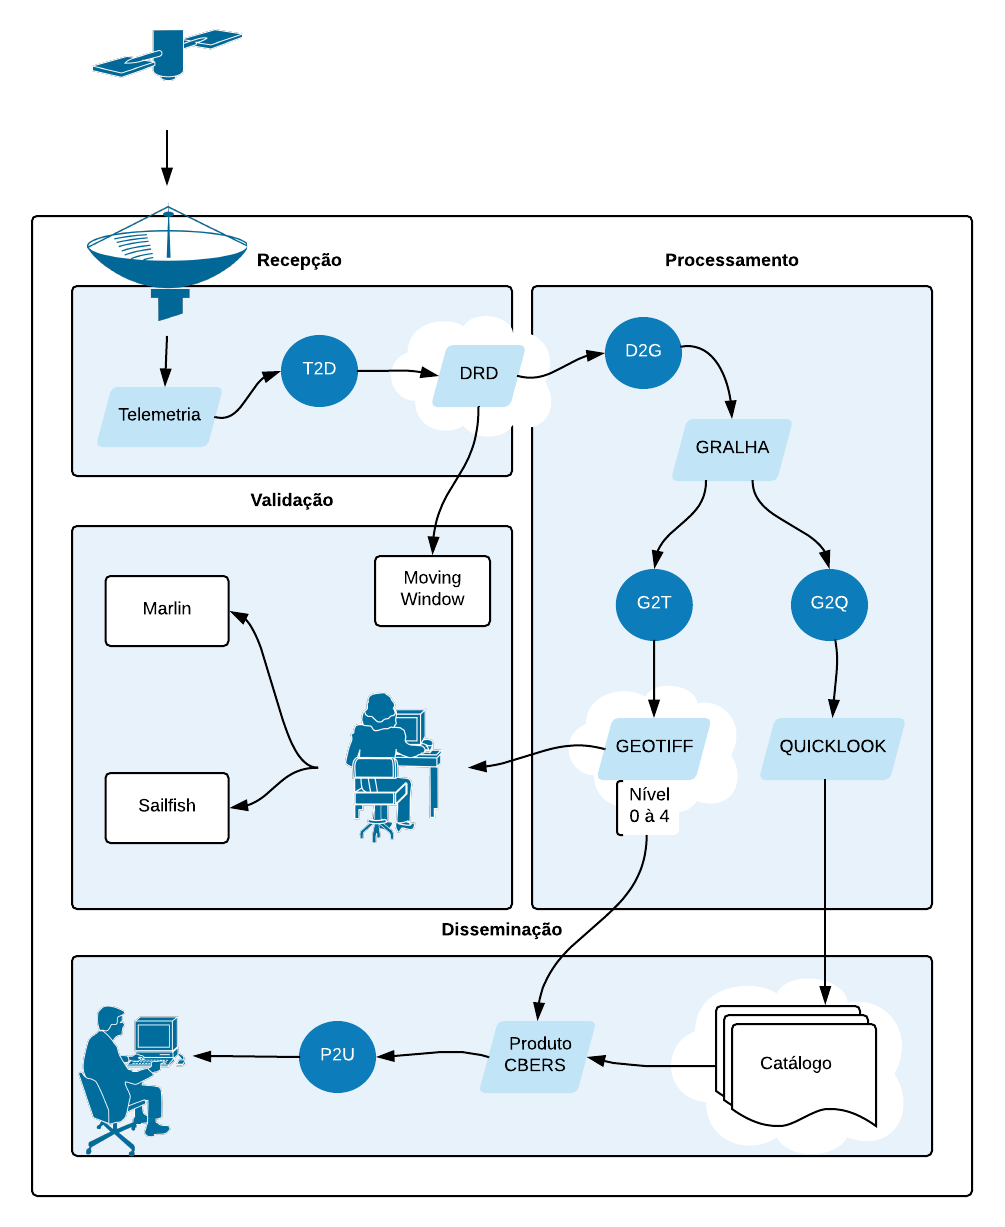 Recepção
Processamento
T2D
DRD
D2G
Telemetria
GRALHA
Validação
Moving
Window
Marlin
G2T
G2Q
GEOTIFF
QUICKLOOK
Nível
0 à 4
Sailfish
Disseminação
P2U
Produto
CBERS
Catálogo